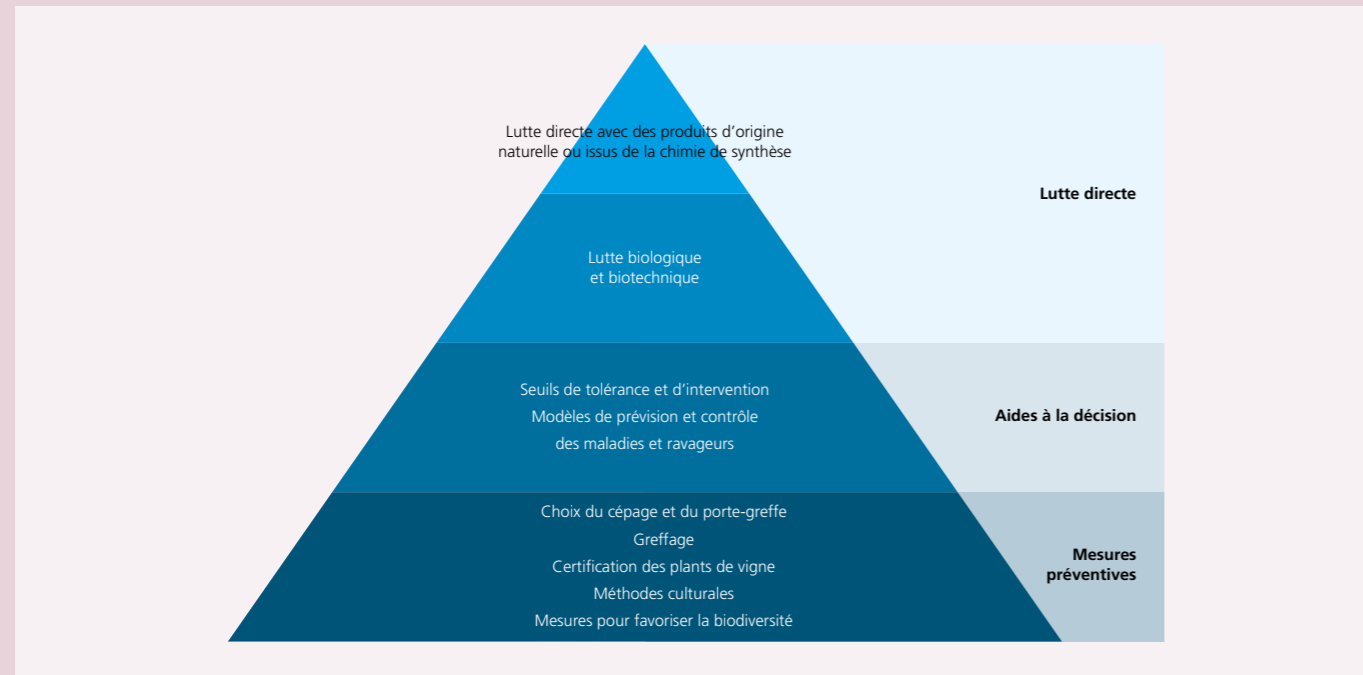 Lutte directe avec des produits d’origine
naturelle ou issus de la chimie de synthèse
Lutte directe
Lutte biologique
et biotechnique
Seuils de tolérance et d’intervention
Modèles de prévision et contrôle
des maladies et ravageurs
Aides à la décision
Choix du cépage et du porte-greffe
Greffage
Certification des plants de vigne
Méthodes culturales
Mesures pour favoriser la biodiversité
Mesures
préventives